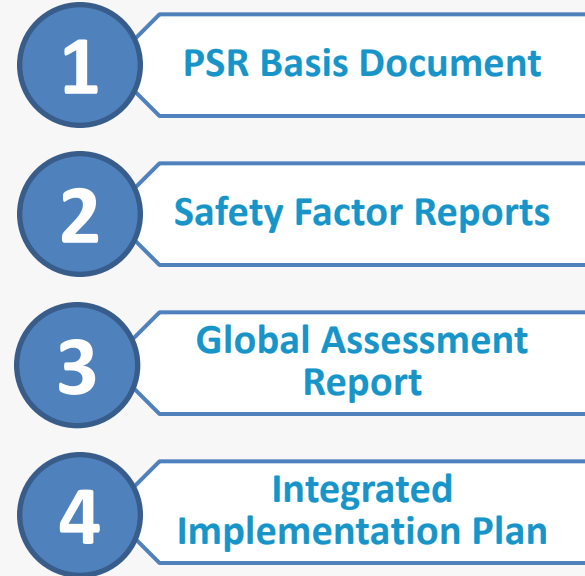 1
PSR Basis Document
2
Safety Factor Reports
3
Global Assessment
Report
4
Integrated
Implementation Plan